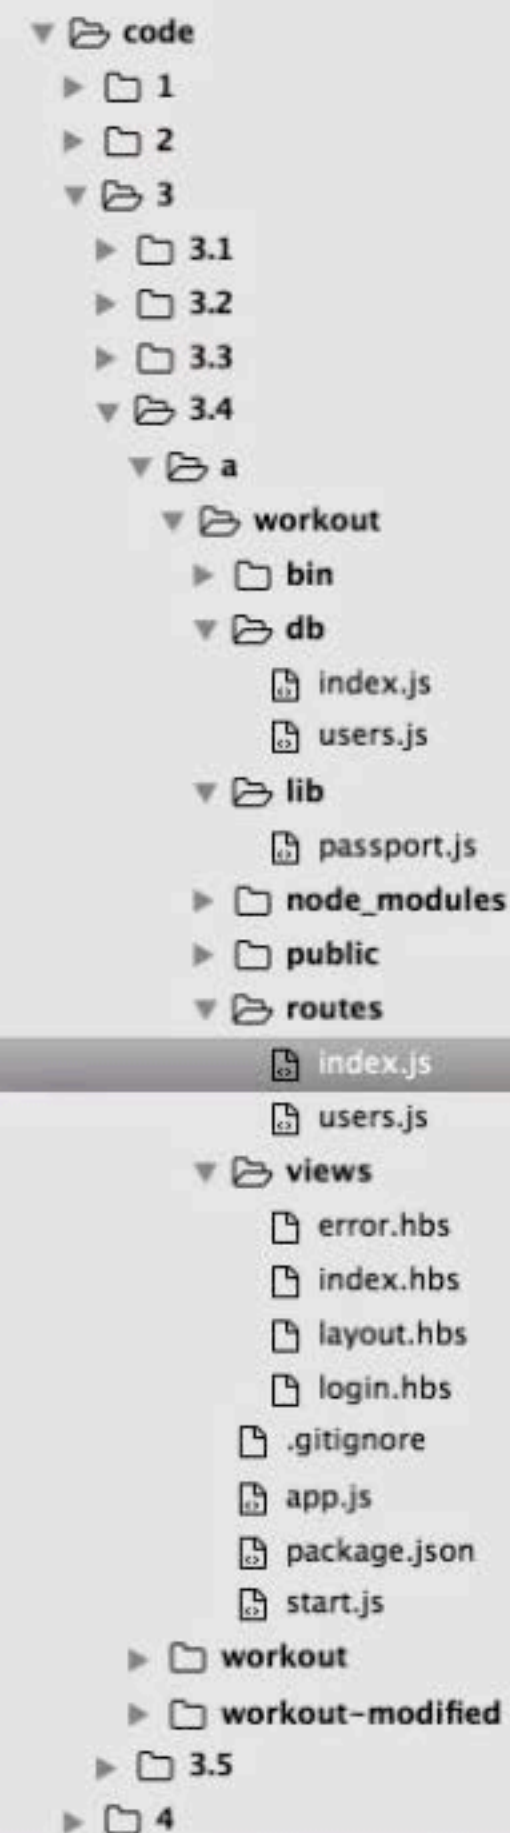 code
1
2
3
3.1
3.2
3.3
3.4
a
workout
bin
db
index.js
users.js
lib
passport.js
node_modules
public
routes
index.js
users.js
views
error.hbs
index.hbs
layout.hbs
login.hbs
.gitignore
app.js
package.json
start.js
workout
workout-modified
3.5
4